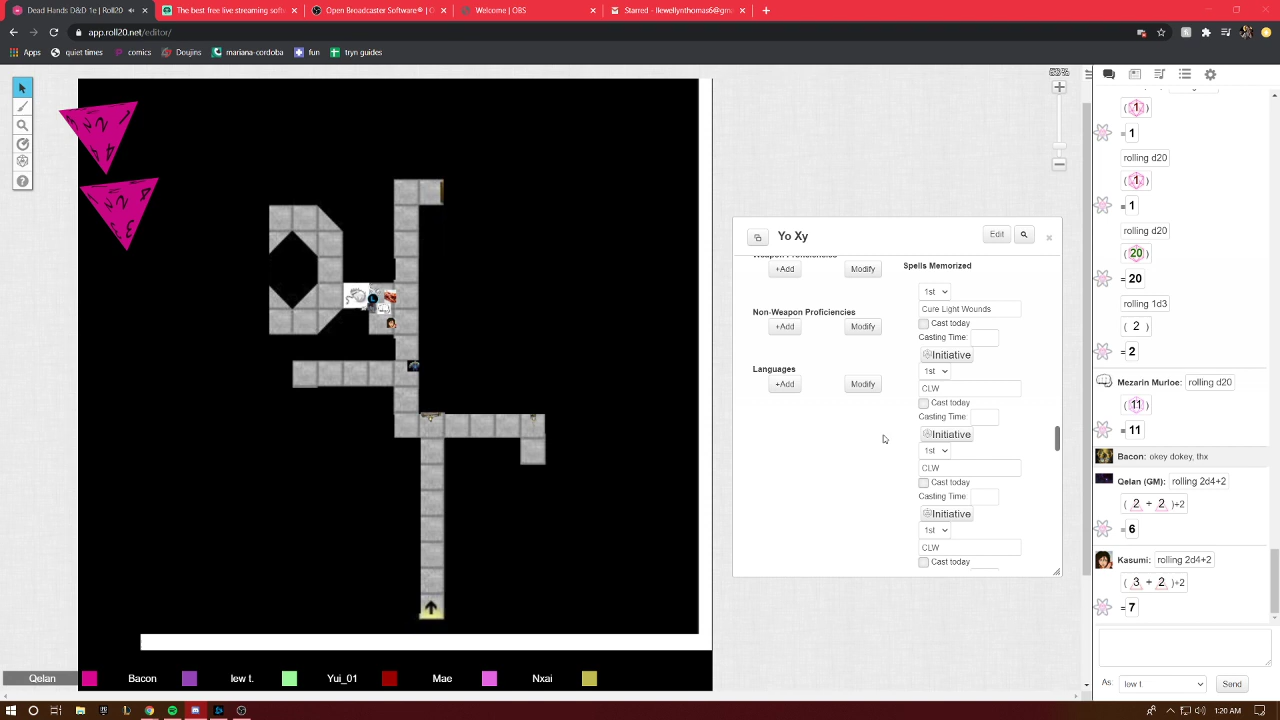 Dead Hands D&D 1e | Roll20
The best free live streaming softw
Open Broadcaster Software® | O
Welcome | OBS
Starred - llewellynthomas6@gm
app.roll20.net/editor/
Apps
quiet times
comics
Doujins
mariana-cordoba
fun
tryn guides
Yo Xy
Edit
Weapon Proficiencies
+Add
Modify
Non-Weapon Proficiencies
+Add
Modify
Languages
+Add
Modify
Spells Memorized
1st
Cure Light Wounds
Cast today
Casting Time:
Initiative
1st
CLW
Cast today
Casting Time:
Initiative
1st
CLW
Cast today
Casting Time:
Initiative
1st
CLW
Cast today
( 1 )
= 1
rolling d20
( 1 )
= 1
rolling d20
( 20 )
= 20
rolling 1d3
( 2 )
= 2
Mezarin Murloe: rolling d20
( 11 )
= 11
Bacon: okey dokey, thx
Qelan (GM): rolling 2d4+2
( 2 + 2 )+2
= 6
Kasumi: rolling 2d4+2
( 3 + 2 )+2
= 7
As:
lew t.
Send
Qelan
Bacon
lew t.
Yui_01
Mae
Nxai
1:20 AM